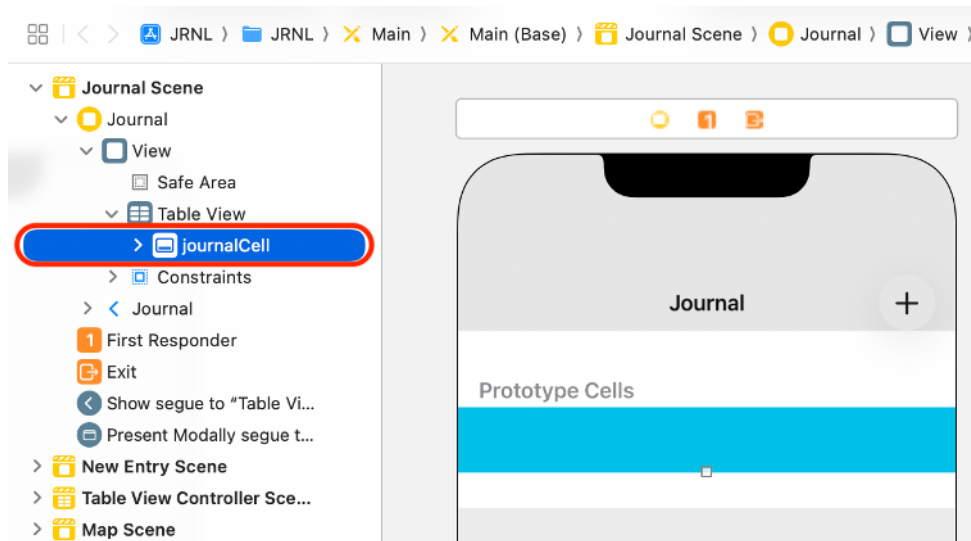 JRNL 〉 JRNL 〉 Main 〉 Main (Base) 〉 Journal Scene 〉 Journal 〉 View 〉
Journal Scene
Journal
View
Safe Area
Table View
journalCell
Constraints
Journal
1 First Responder
Exit
Show segue to “Table Vi...
Present Modally segue t...
New Entry Scene
Table View Controller Sce...
Map Scene
1
Journal +
Prototype Cells